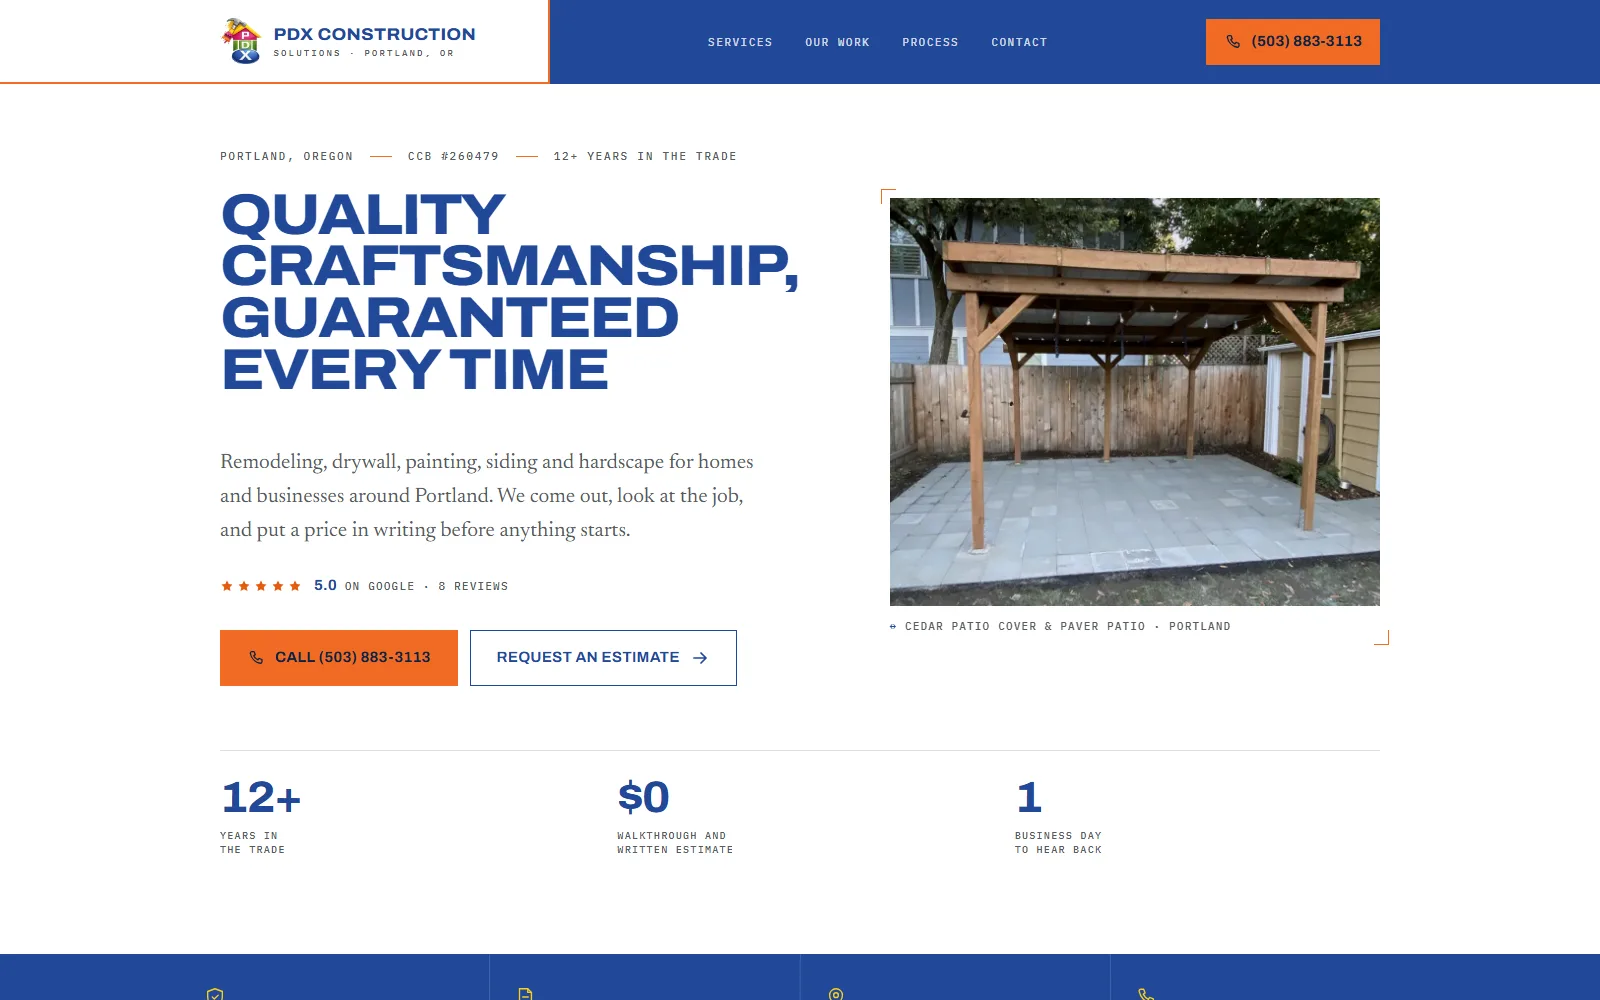 PDX
PDX CONSTRUCTION
SOLUTIONS · PORTLAND, OR
SERVICES
OUR WORK
PROCESS
CONTACT
(503) 883-3113
PORTLAND, OREGON — CCB #260479 — 12+ YEARS IN THE TRADE
QUALITY
CRAFTSMANSHIP,
GUARANTEED
EVERY TIME
Remodeling, drywall, painting, siding and hardscape for homes
and businesses around Portland. We come out, look at the job,
and put a price in writing before anything starts.
5.0 ON GOOGLE · 8 REVIEWS
CALL (503) 883-3113
REQUEST AN ESTIMATE
CEDAR PATIO COVER & PAVER PATIO · PORTLAND
12+
YEARS IN
THE TRADE
$0
WALKTHROUGH AND
WRITTEN ESTIMATE
1
BUSINESS DAY
TO HEAR BACK